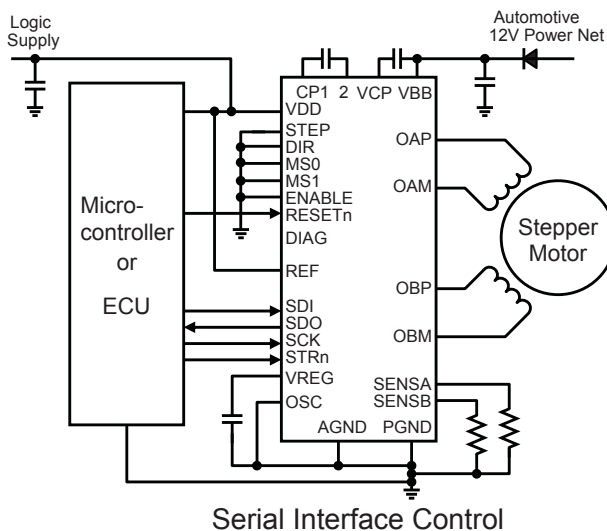 Logic
Supply
Automotive
12V Power Net
CP1 2 VCP VBB
VDD
STEP
DIR
MS0
MS1
ENABLE
RESETn
DIAG
REF
SDI
SDO
SCK
STRn
VREG
OSC
AGND PGND
OAP
OAM
OBP
OBM
SENSA
SENSB
Micro-
controller
or
ECU
Stepper
Motor
Serial Interface Control